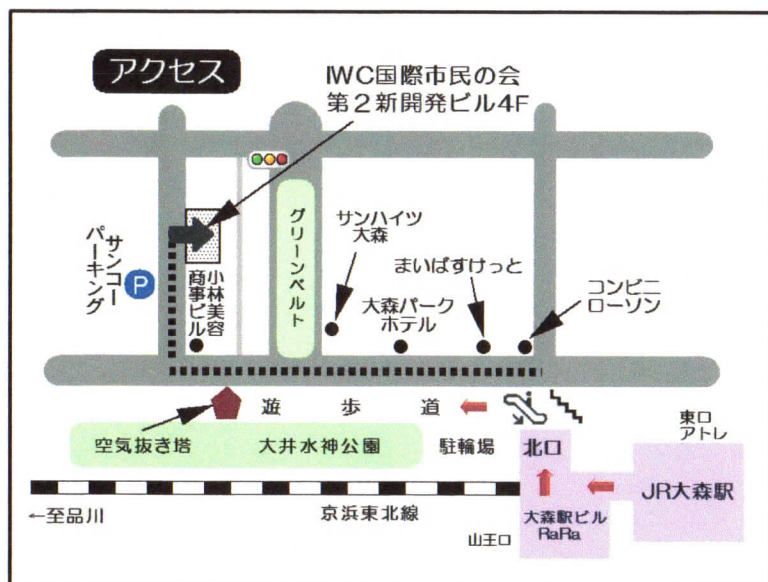 アクセス
IWC国際市民の会
第2新開発ビル4F
グリーンベルト
サンハイツ
大森
まいばすけっと
コンビニ
ローソン
サンコー
パーキング
P
小林美容
商事ビル
大森パーク
ホテル
遊歩道
空気抜き塔
大井水神公園
駐輪場
北口
東口
アトレ
JR大森駅
大森駅ビル
RaRa
山王口
←至品川
京浜東北線